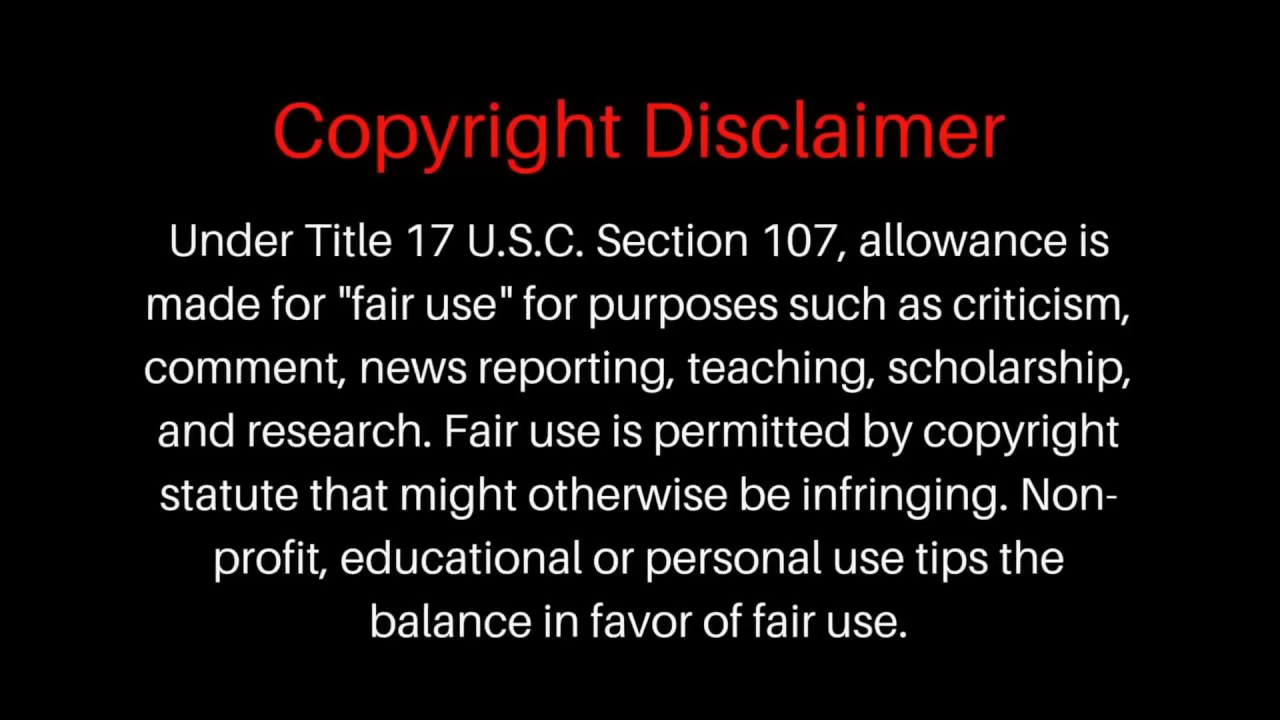 Copyright Disclaimer
Under Title 17 U.S.C. Section 107, allowance is
made for "fair use" for purposes such as criticism,
comment, news reporting, teaching, scholarship,
and research. Fair use is permitted by copyright
statute that might otherwise be infringing. Non-
profit, educational or personal use tips the
balance in favor of fair use.